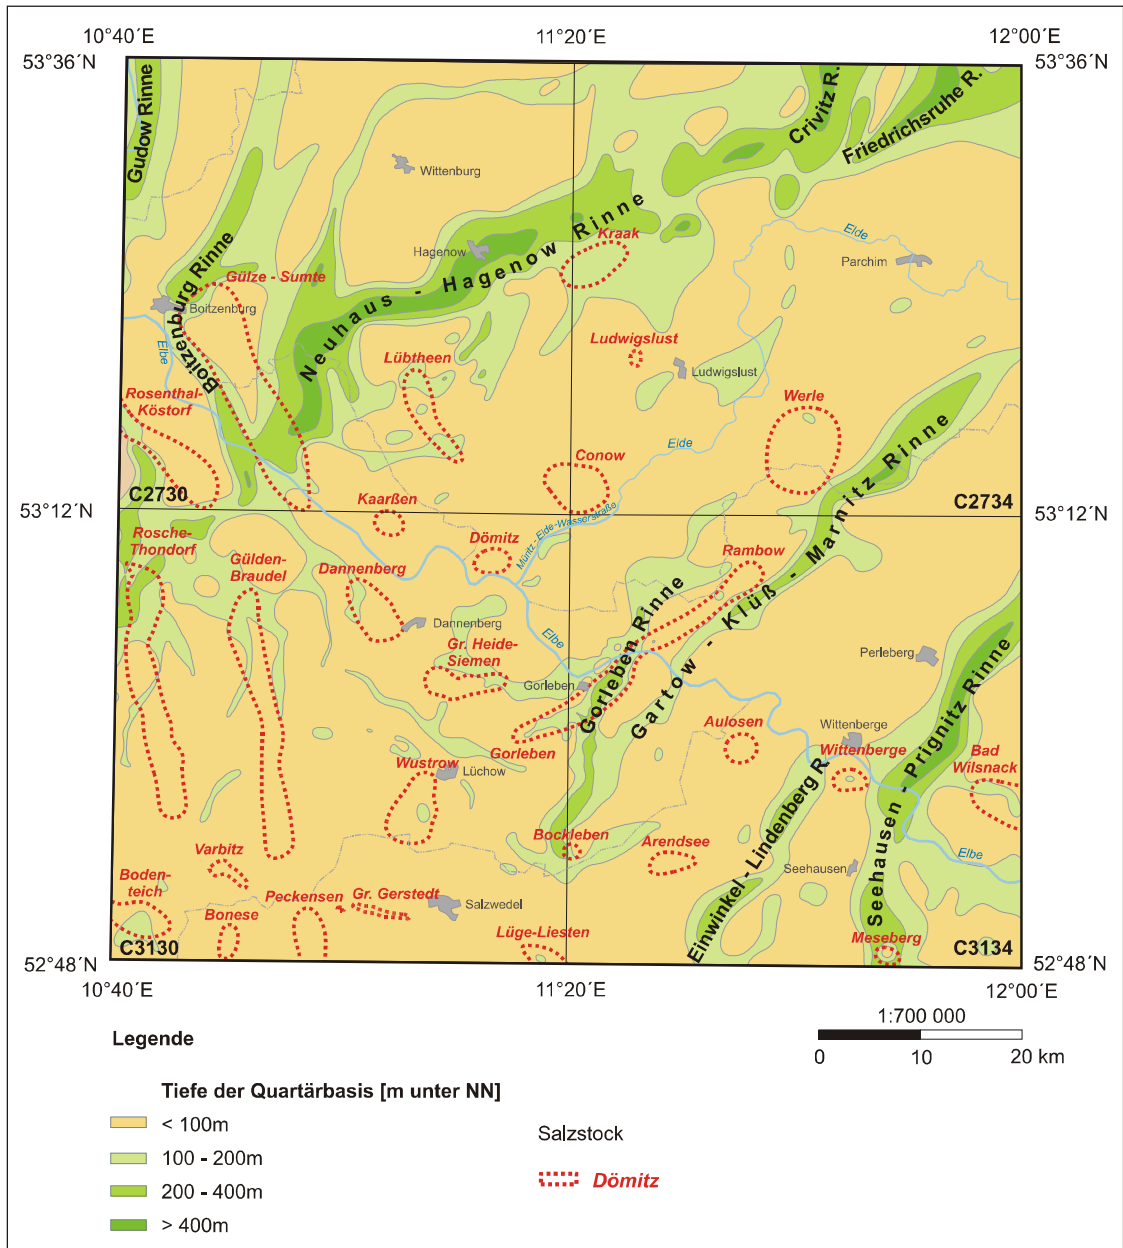 10°40´E
11°20´E
12°00´E
53°36´N
53°36´N
Gudow Rinne
Crivitz R.
Friedrichsruhe R.
Wittenburg
Neuhaus - Hagenow Rinne
Kraak
Elde
Hagenow
Parchim
Boitzenburg Rinne
Gülze - Sumte
Boitzenburg
Boitzenburg
Elbe
Ludwigslust
Lübtheen
Ludwigslust
Rosenthal-
Köstorf
Werle
Elde
Conow
C2730
C2734
53°12´N
53°12´N
Kaarßen
Müritz-Elde-Wasserstraße
Rosche-
Thondorf
Dömitz
Gülden-
Braudel
Dannenberg
Rambow
Gartow - Klüß - Marnitz Rinne
Gorleben Rinne
Dannenberg
Elbe
Gr. Heide-
Siemen
Perleberg
Gorleben
Seehausen - Prignitz Rinne
Aulosen
Wittenberge
Gorleben
Wittenberge
Bad
Wilsnack
Wustrow
Lüchow
Einwinkel - Lindenberg R.
Bockleben
Arendsee
Elbe
Varbitz
Seehausen
Boden-
teich
Peckensen
Gr. Gerstedt
Salzwedel
Bonese
Lüge-Liesten
Meseberg
C3130
C3134
52°48´N
52°48´N
10°40´E
11°20´E
12°00´E
1:700 000
0
10
20 km
Legende
Tiefe der Quartärbasis [m unter NN]
< 100m
100 - 200m
200 - 400m
> 400m
Salzstock
Dömitz